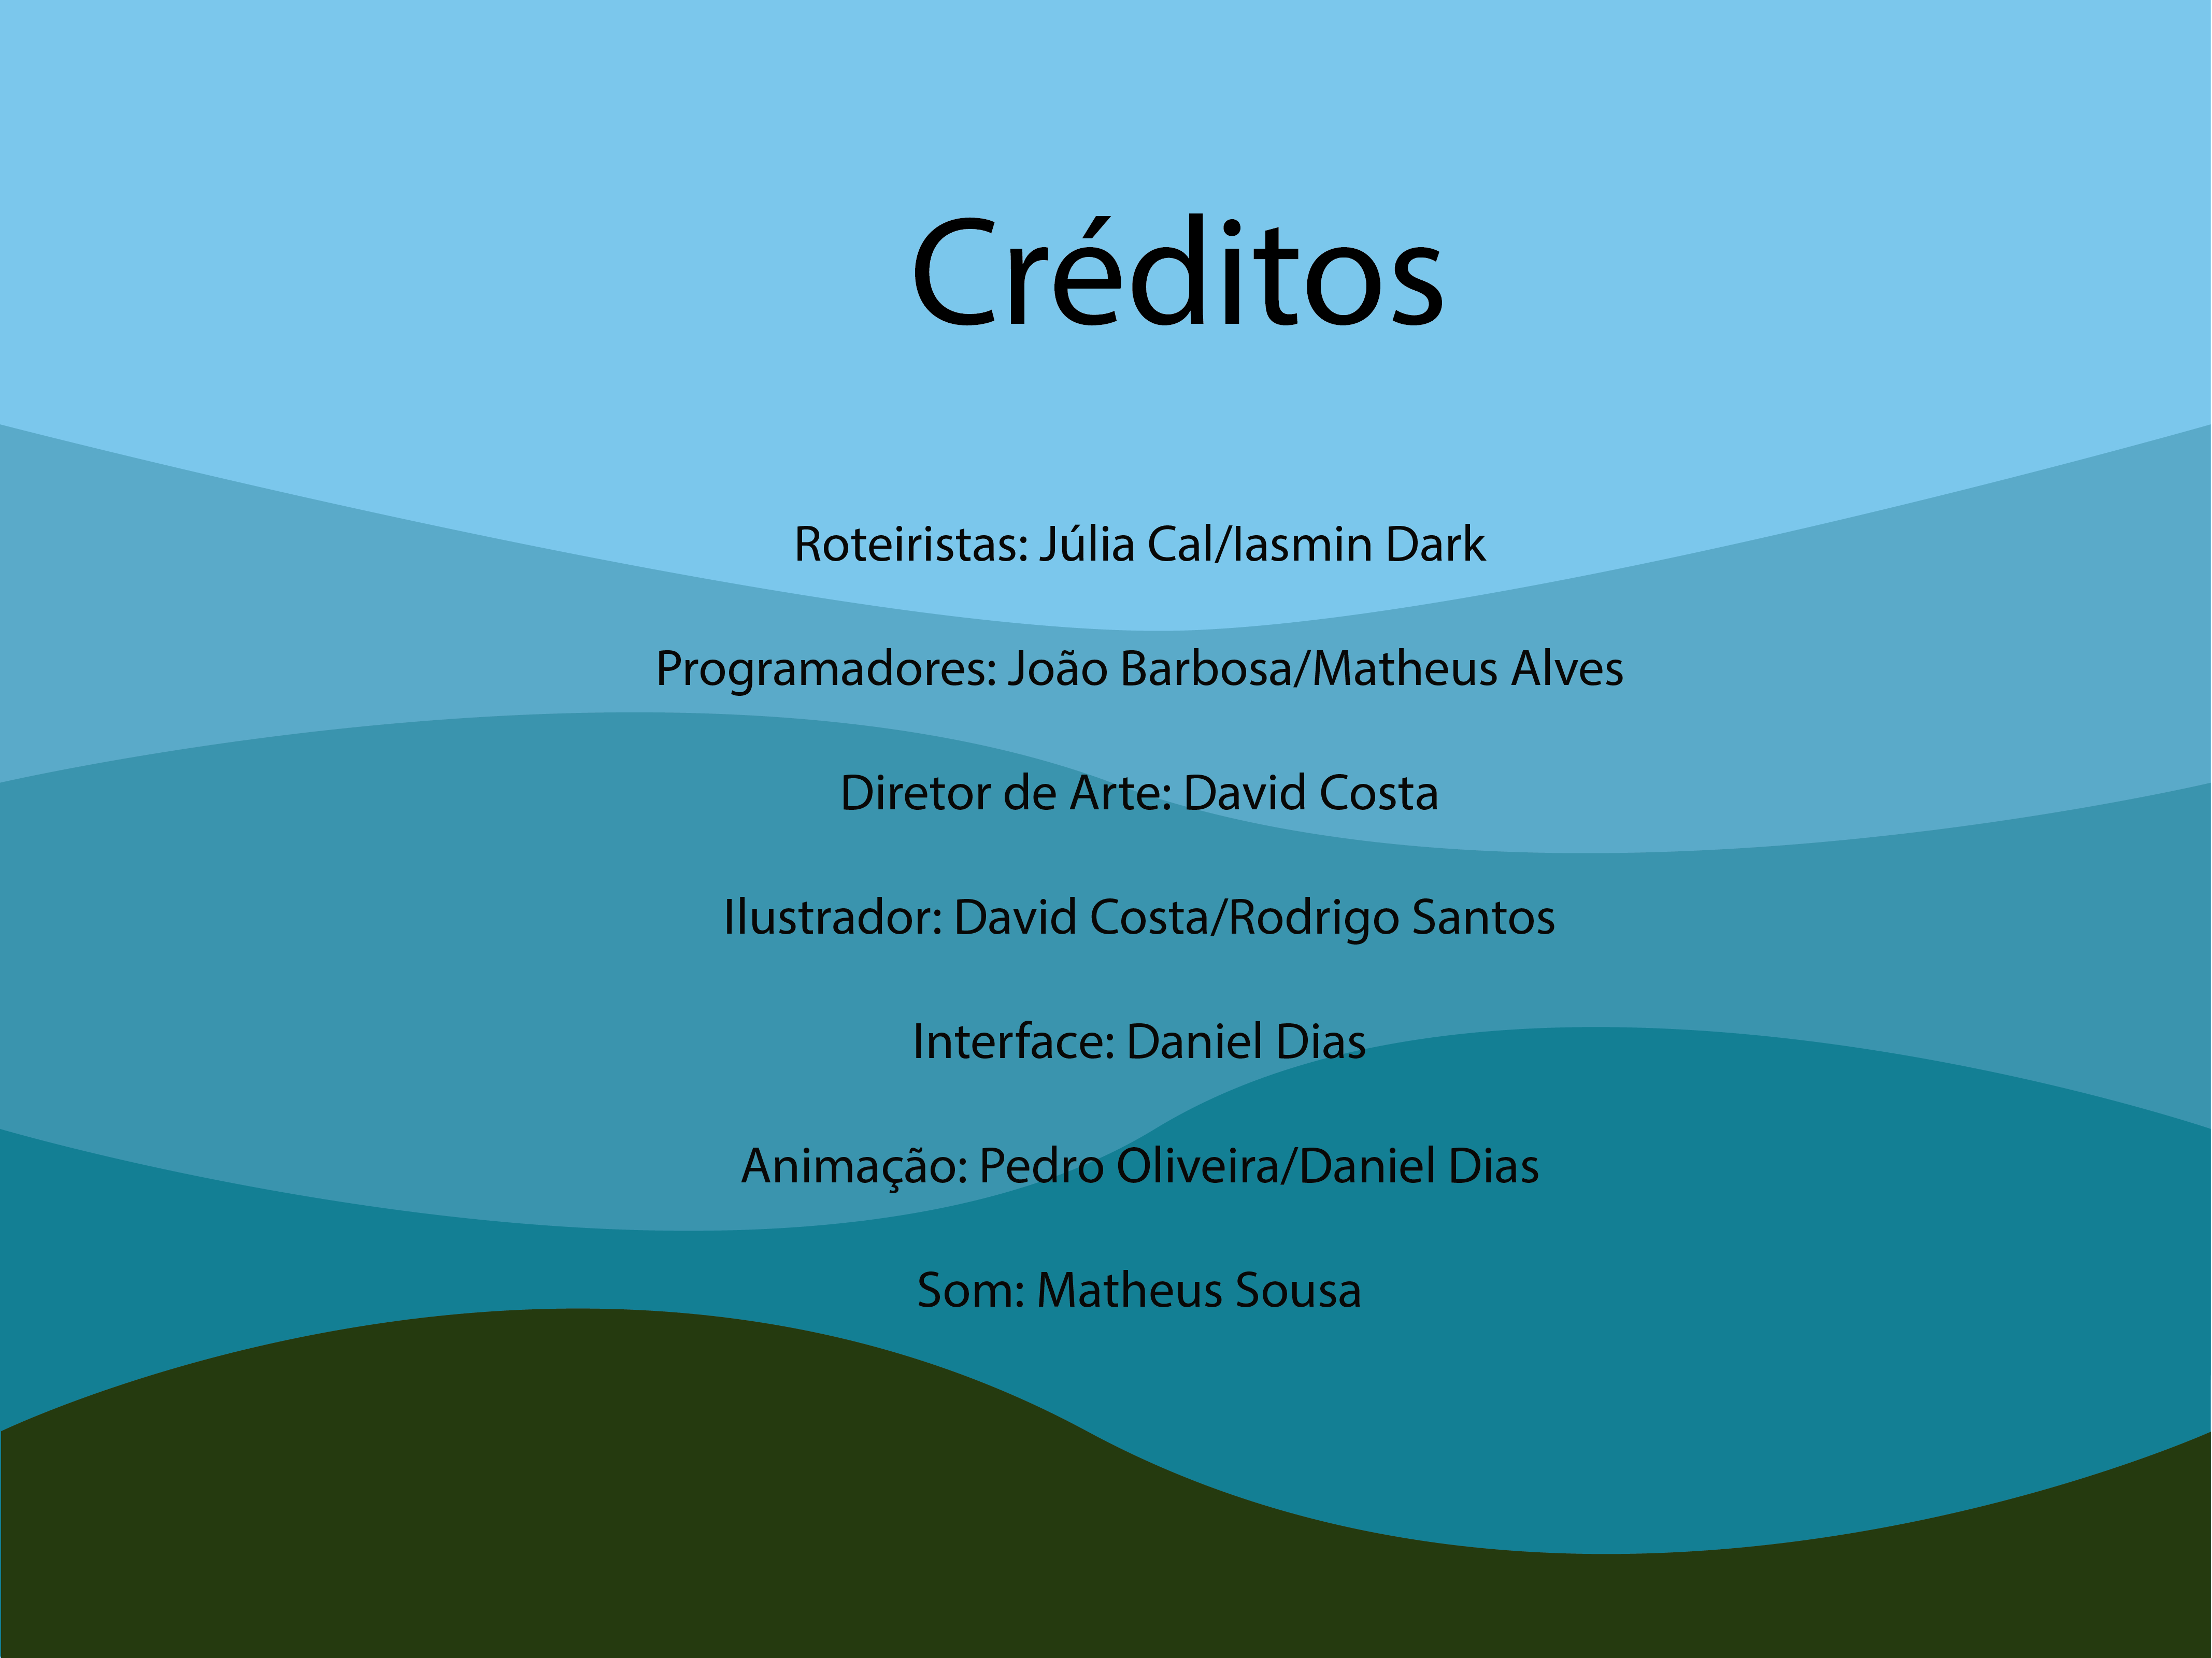 Créditos
Roteiristas: Júlia Cal/Iasmin Dark
Programadores: João Barbosa/Matheus Alves
Diretor de Arte: David Costa
Ilustrador: David Costa/Rodrigo Santos
Interface: Daniel Dias
Animação: Pedro Oliveira/Daniel Dias
Som: Matheus Sousa